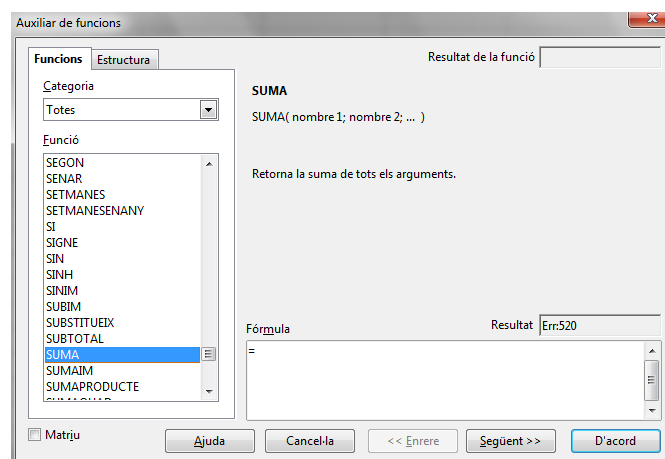 Auxiliar de funcions
Funcions
Estructura
Resultat de la funció
Categoria
Totes
Funció
SEGON
SENAR
SETMANES
SETMANESENANY
SI
SIGNE
SIN
SINH
SINIM
SUBIM
SUBSTITUEIX
SUBTOTAL
SUMA
SUMAIM
SUMAPRODUCTE
SUMA
SUMA( nombre 1; nombre 2; ... )
Retorna la suma de tots els arguments.
Fórmula
Resultat Err:520
=
Matriu
Ajuda
Cancel·la
<< Enrere
Següent >>
D'acord